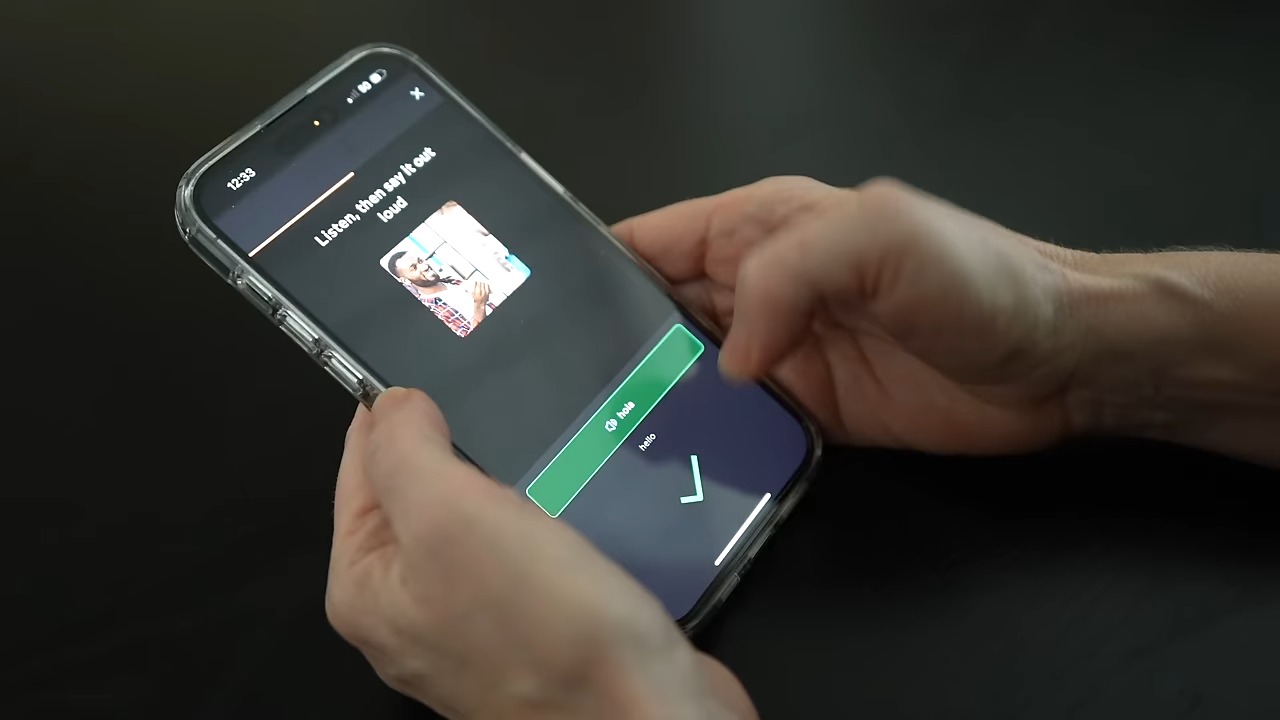 12:33
Listen, then say it out
loud
hola
hello